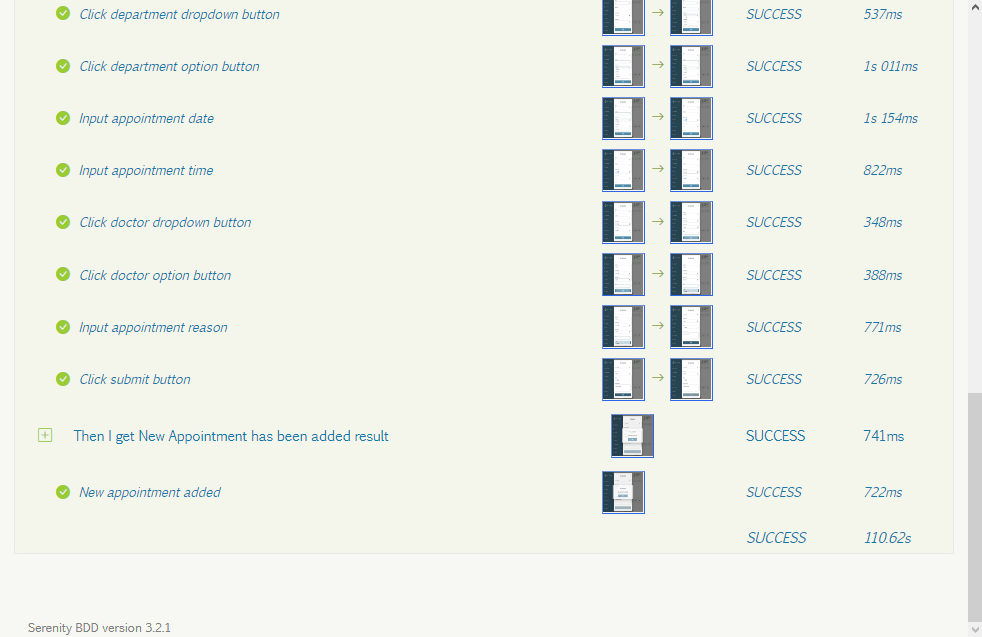 Click department dropdown button SUCCESS 537ms
Click department option button SUCCESS 1s 011ms
Input appointment date SUCCESS 1s 154ms
Input appointment time SUCCESS 822ms
Click doctor dropdown button SUCCESS 348ms
Click doctor option button SUCCESS 388ms
Input appointment reason SUCCESS 771ms
Click submit button SUCCESS 726ms
Then I get New Appointment has been added result SUCCESS 741ms
New appointment added SUCCESS 722ms
SUCCESS 110.62s
Serenity BDD version 3.2.1